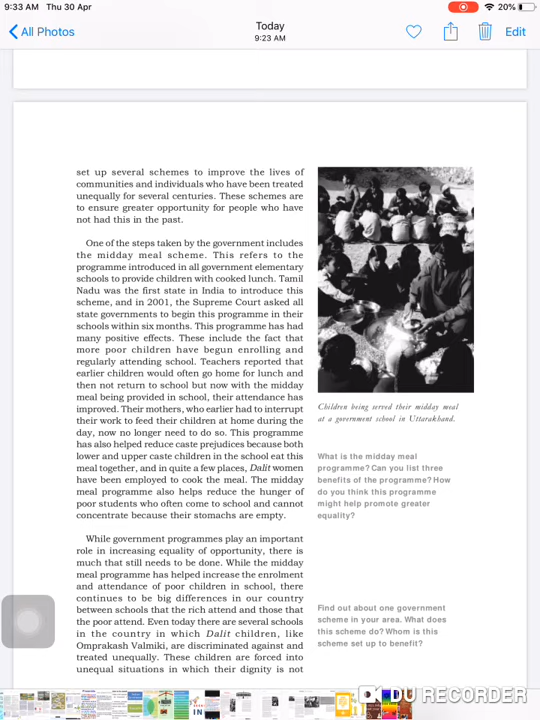 9:33 AM Thu 30 Apr
20%
All Photos
Today
9:23 AM
Edit
set up several schemes to improve the lives of
communities and individuals who have been treated
unequally for several centuries. These schemes are
to ensure greater opportunity for people who have
not had this in the past.
One of the steps taken by the government includes
the midday meal scheme. This refers to the
programme introduced in all government elementary
schools to provide children with cooked lunch. Tamil
Nadu was the first state in India to introduce this
scheme, and in 2001, the Supreme Court asked all
state governments to begin this programme in their
schools within six months. This programme has had
many positive effects. These include the fact that
more poor children have begun enrolling and
regularly attending school. Teachers reported that
earlier children would often go home for lunch and
then not return to school but now with the midday
meal being provided in school, their attendance has
improved. Their mothers, who earlier had to interrupt
their work to feed their children at home during the
day, now no longer need to do so. This programme
has also helped reduce caste prejudices because both
lower and upper caste children in the school eat this
meal together, and in quite a few places, Dalit women
have been employed to cook the meal. The midday
meal programme also helps reduce the hunger of
poor students who often come to school and cannot
concentrate because their stomachs are empty.
While government programmes play an important
role in increasing equality of opportunity, there is
much that still needs to be done. While the midday
meal programme has helped increase the enrolment
and attendance of poor children in school, there
continues to be big differences in our country
between schools that the rich attend and those that
the poor attend. Even today there are several schools
in the country in which Dalit children, like
Omprakash Valmiki, are discriminated against and
treated unequally. These children are forced into
unequal situations in which their dignity is not
Children being served their midday meal
at a government school in Uttarakhand.
What is the midday meal
programme? Can you list three
benefits of the programme? How
do you think this programme
might help promote greater
equality?
Find out about one government
scheme in your area. What does
this scheme do? Whom is this
scheme set up to benefit?
DU RECORDER